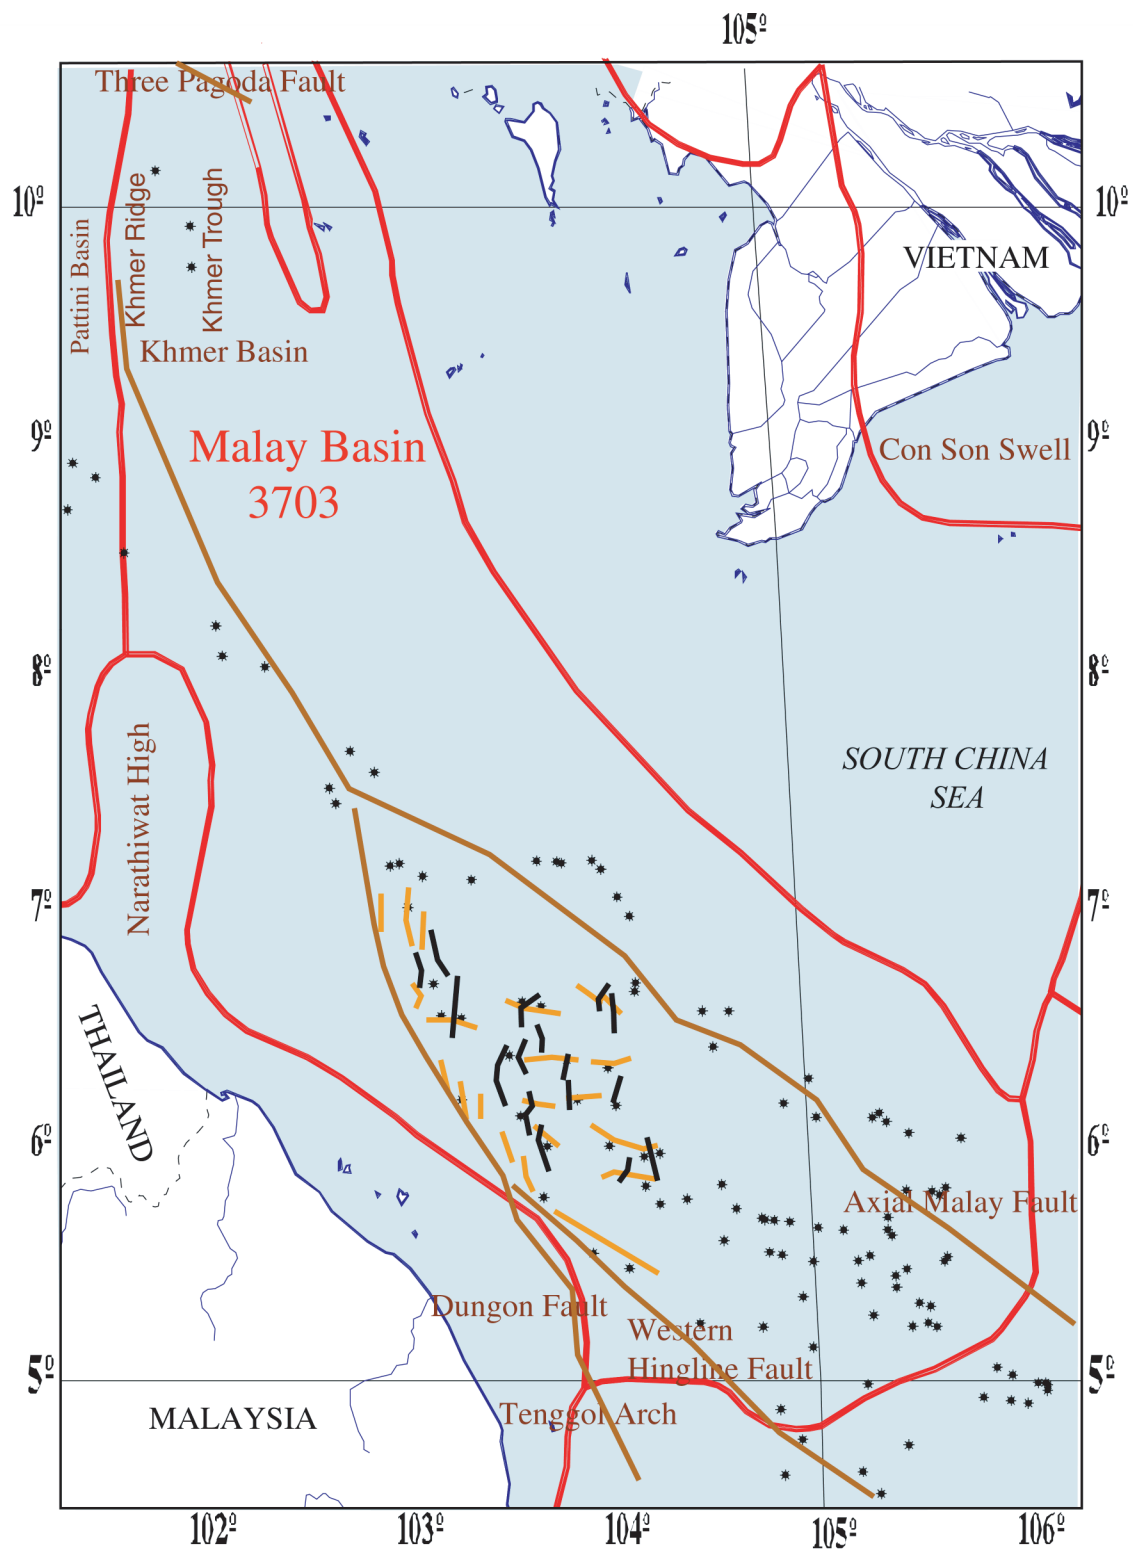 105º
Three Pagoda Fault
10º
10º
Pattini Basin
Khmer Ridge
Khmer Trough
VIETNAM
Khmer Basin
9º
Malay Basin
3703
9º
Con Son Swell
8º
8º
Narathiwat High
SOUTH CHINA
SEA
7º
7º
THAILAND
6º
6º
Axial Malay Fault
Dungon Fault
Western
Hingline Fault
5º
5º
Tenggol Arch
MALAYSIA
102º
103º
104º
105º
106º